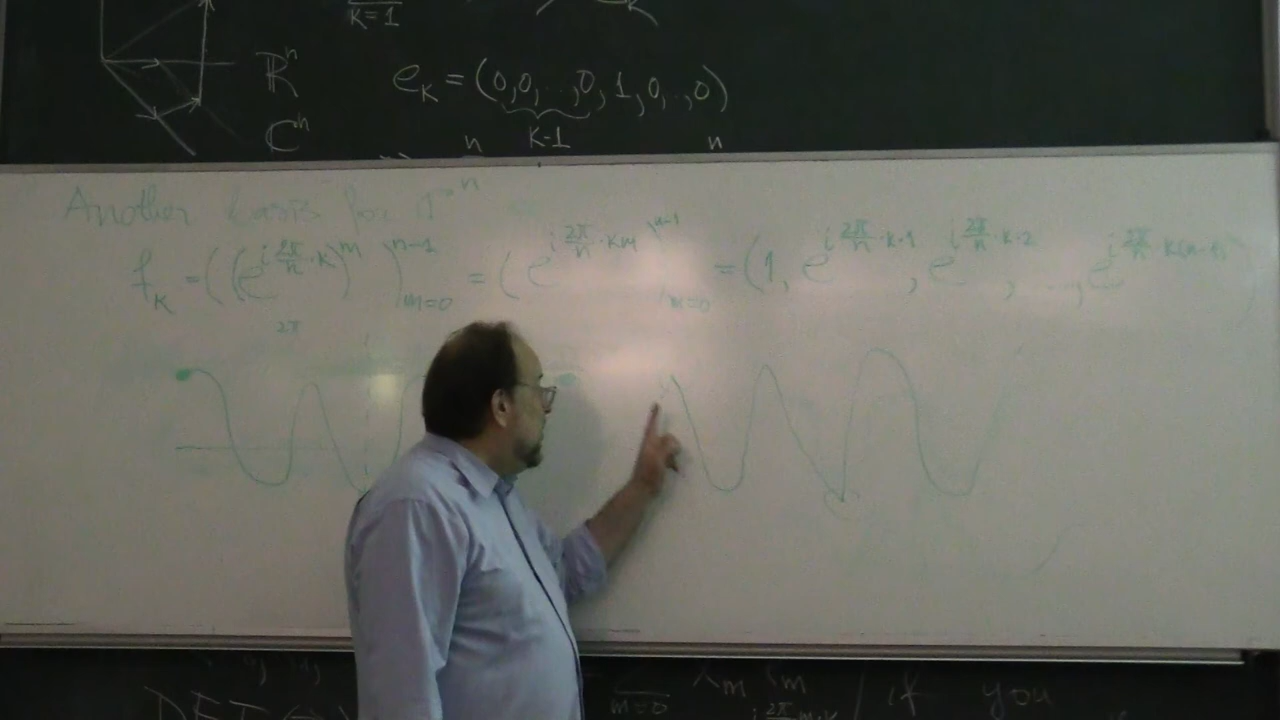 k=1
ℝⁿ
e_k = (0,0,...,0,1,0,..,0)
ℂⁿ
k-1
n
n
Another basis for ℂⁿ
f_k = ((e^{i 2π/n · k})^m)_{m=0}^{n-1} = (e^{i 2π/n · km})_{m=0}^{n-1} = (1, e^{i 2π/n · k·1}, e^{i 2π/n · k·2}, ..., e^{i 2π/n · k(n-1)})
2π
DFT
m=0
if you